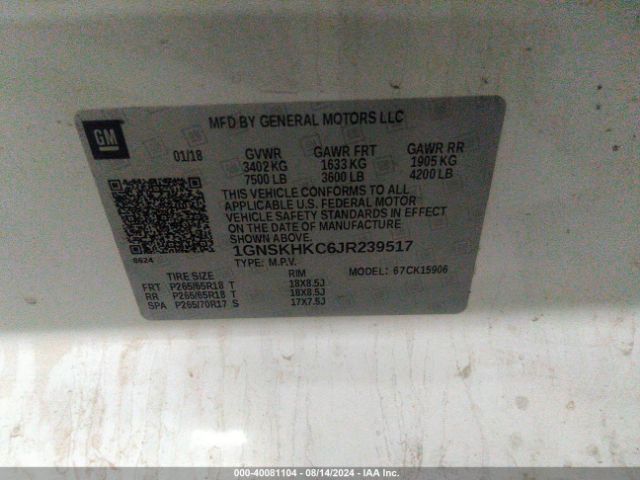 GM
MFD BY GENERAL MOTORS LLC
01/18 GVWR GAWR FRT GAWR RR
3402 KG 1633 KG 1905 KG
7500 LB 3600 LB 4200 LB
THIS VEHICLE CONFORMS TO ALL
APPLICABLE U.S. FEDERAL MOTOR
VEHICLE SAFETY STANDARDS IN EFFECT
ON THE DATE OF MANUFACTURE
SHOWN ABOVE.
8624
1GNSKHKC6JR239517
TYPE: M.P.V.
MODEL: 67CK15906
TIRE SIZE RIM
FRT P265/65R18 T 18X8.5J
RR P265/65R18 T 18X8.5J
SPA P265/70R17 S 17X7.5J
000-40081104 - 08/14/2024 - IAA Inc.